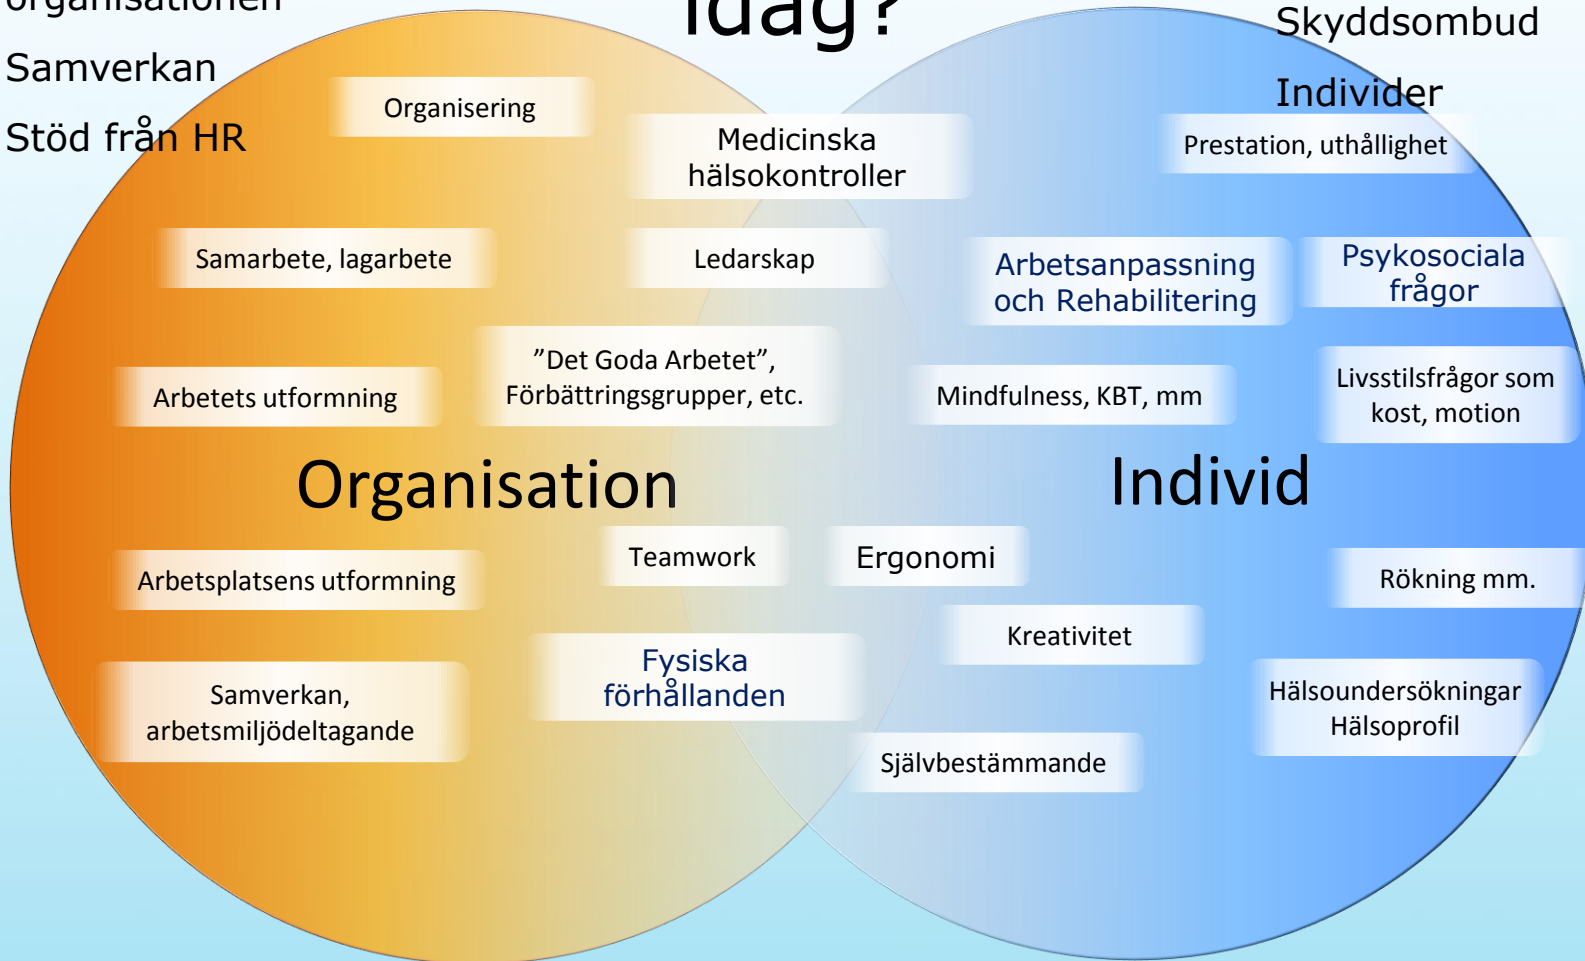 organisationen
Samverkan
Stöd från HR
idag?
Skyddsombud
Individer
Organisering
Medicinska
hälsokontroller
Prestation, uthållighet
Samarbete, lagarbete
Ledarskap
Arbetsanpassning
och Rehabilitering
Psykosociala
frågor
”Det Goda Arbetet”,
Förbättringsgrupper, etc.
Arbetets utformning
Mindfulness, KBT, mm
Livsstilsfrågor som
kost, motion
Organisation
Individ
Arbetsplatsens utformning
Teamwork
Ergonomi
Rökning mm.
Kreativitet
Fysiska
förhållanden
Samverkan,
arbetsmiljödeltagande
Hälsoundersökningar
Hälsoprofil
Självbestämmande